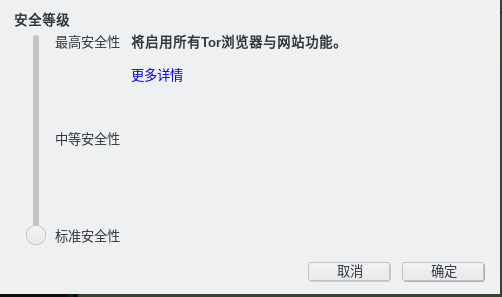 安全等级
最高安全性 将启用所有Tor浏览器与网站功能。
更多详情
中等安全性
标准安全性
取消 确定